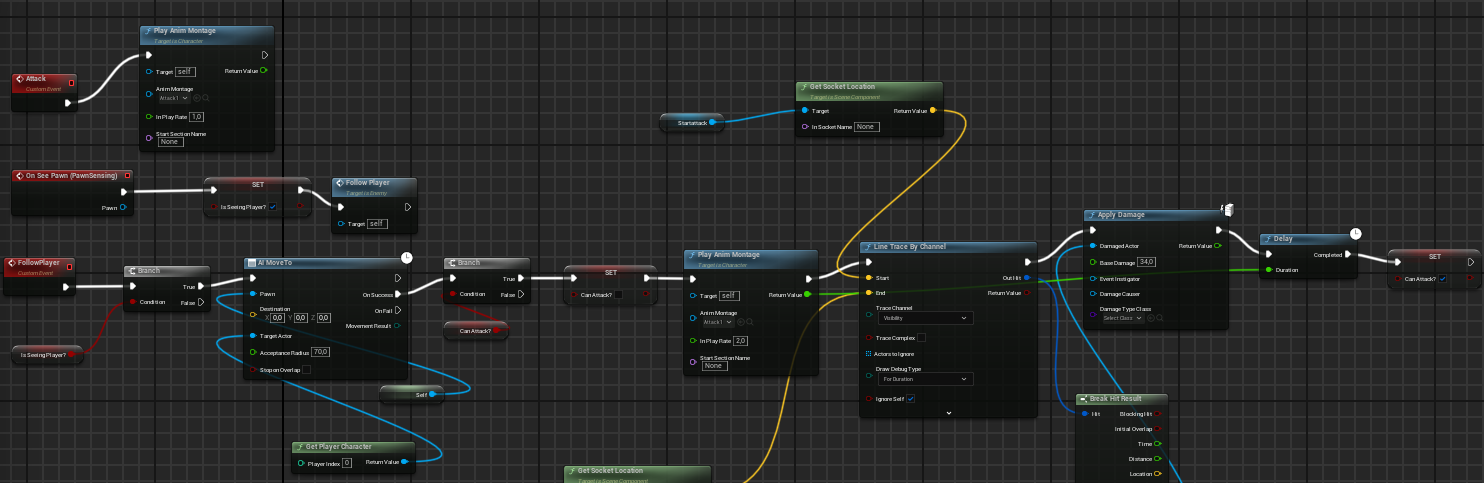 Play Anim Montage
Target is Character
Target self
Return Value
Anim Montage
Attack1
In Play Rate 1,0
Start Section Name
None
Attack
Custom Event
Get Socket Location
Target is Scene Component
Target
Return Value
In Socket Name None
Startattack
On See Pawn (PawnSensing)
Pawn
SET
Is Seeing Player?
Follow Player
Target is Enemy
Target self
FollowPlayer
Custom Event
Branch
True
Condition
False
Is Seeing Player?
AI MoveTo
Pawn
On Success
Destination
On Fail
X 0,0 Y 0,0 Z 0,0
Movement Result
Target Actor
Acceptance Radius 70,0
Stop on Overlap
Self
Get Player Character
Player Index 0
Return Value
Branch
True
Condition
False
Can Attack?
SET
Can Attack?
Play Anim Montage
Target is Character
Target self
Return Value
Anim Montage
Attack1
In Play Rate 2,0
Start Section Name
None
Get Socket Location
Target is Scene Component
Line Trace By Channel
Start
Out Hit
End
Return Value
Trace Channel
Visibility
Trace Complex
Actors to Ignore
Draw Debug Type
For Duration
Ignore Self
Apply Damage
Damaged Actor
Return Value
Base Damage 34,0
Event Instigator
Damage Causer
Damage Type Class
Select Class
Delay
Completed
Duration
SET
Can Attack?
Break Hit Result
Hit
Blocking Hit
Initial Overlap
Time
Distance
Location